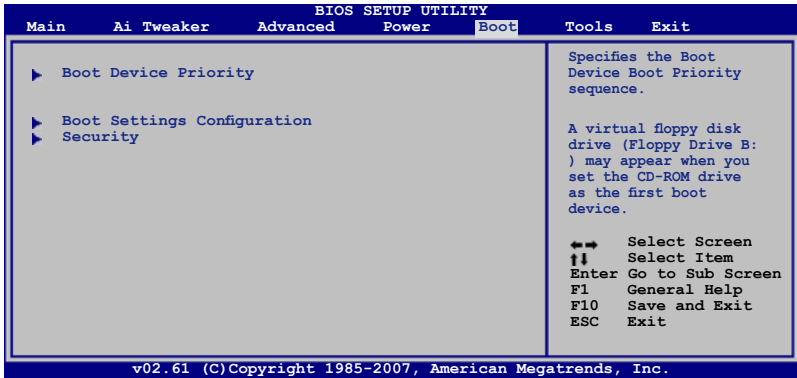 BIOS SETUP UTILITY
Main Ai Tweaker Advanced Power Boot Tools Exit
Boot Device Priority
Boot Settings Configuration
Security
Specifies the Boot
Device Boot Priority
sequence.
A virtual floppy disk
drive (Floppy Drive B:
) may appear when you
set the CD-ROM drive
as the first boot
device.
Select Screen
Select Item
Enter Go to Sub Screen
F1 General Help
F10 Save and Exit
ESC Exit
v02.61 (C)Copyright 1985-2007, American Megatrends, Inc.